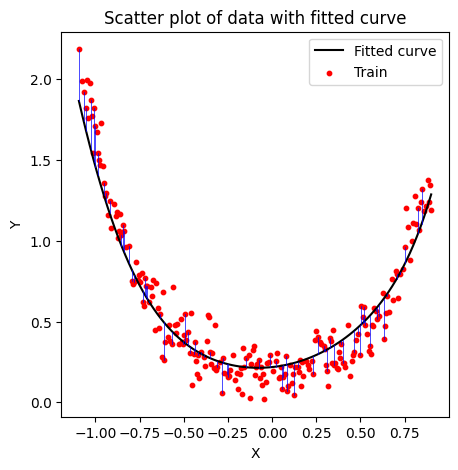 Scatter plot of data with fitted curve
Fitted curve
Train
Y
2.0
1.5
1.0
0.5
0.0
−1.00 −0.75 −0.50 −0.25 0.00 0.25 0.50 0.75
X